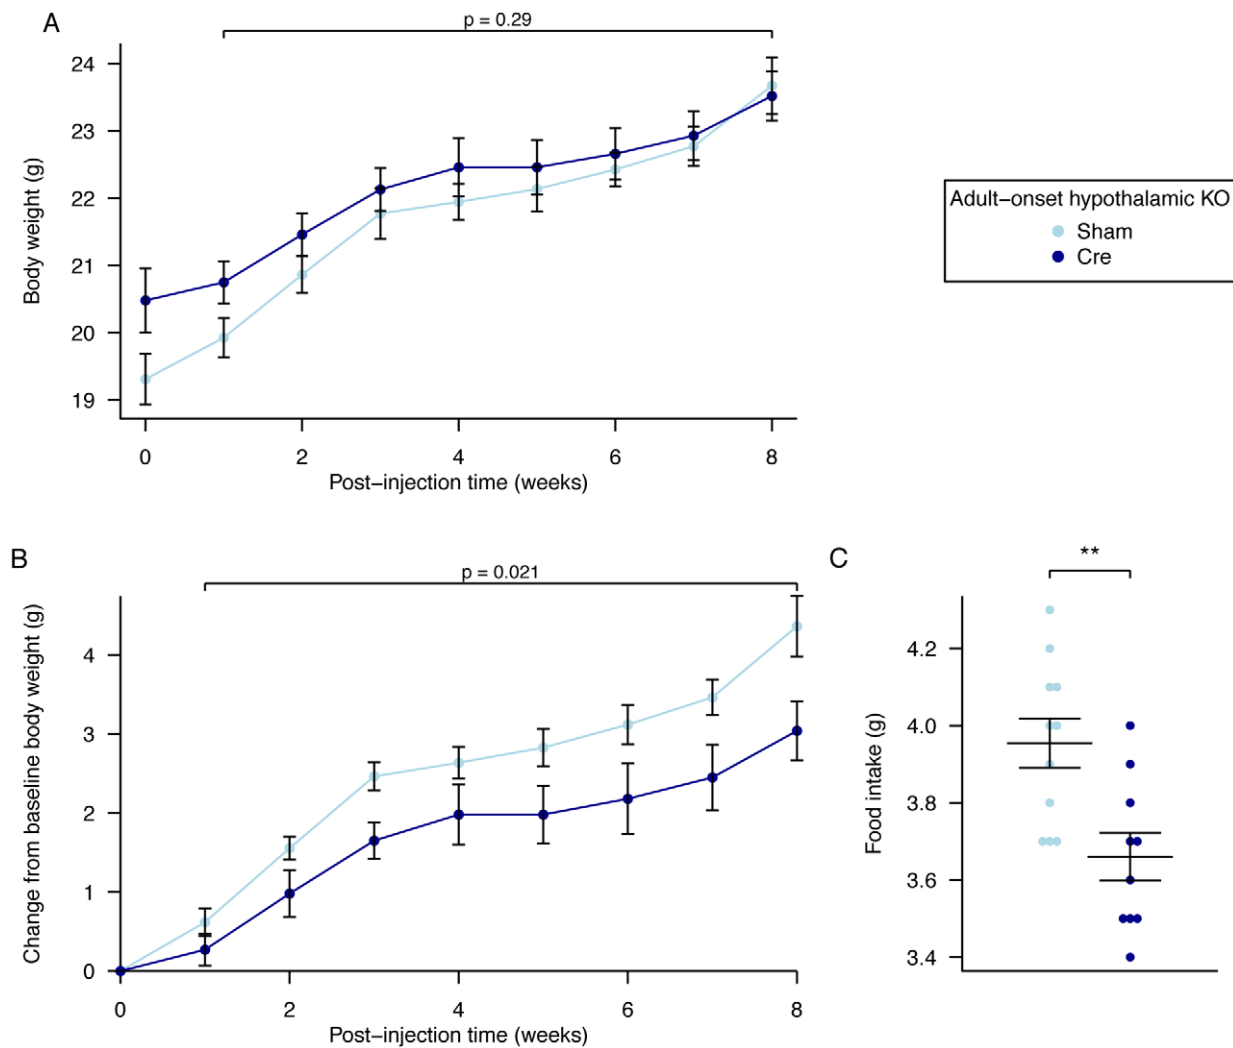 A
p = 0.29
24
23
22
21
20
19
Body weight (g)
0 2 4 6 8
Post−injection time (weeks)
Adult−onset hypothalamic KO
Sham
Cre
B
p = 0.021
4
3
2
1
0
Change from baseline body weight (g)
0 2 4 6 8
Post−injection time (weeks)
C
**
4.2
4.0
3.8
3.6
3.4
Food intake (g)